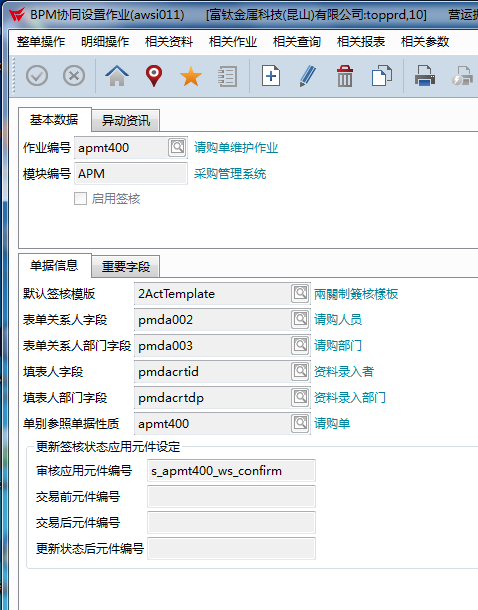 BPM协同设置作业(awsi011) [富钛金属科技(昆山)有限公司:topprd,10] 营运据
整单操作 明细操作 相关资料 相关作业 相关查询 相关报表 相关参数
基本数据 异动资讯
作业编号 apmt400 请购单维护作业
模块编号 APM 采购管理系统
启用签核
单据信息 重要字段
默认签核模版 2ActTemplate 兩關制簽核樣板
表单关系人字段 pmda002 请购人员
表单关系人部门字段 pmda003 请购部门
填表人字段 pmdacrtid 资料录入者
填表人部门字段 pmdacrtdp 资料录入部门
单别参照单据性质 apmt400 请购单
更新签核状态应用元件设定
审核应用元件编号 s_apmt400_ws_confirm
交易前元件编号
交易后元件编号
更新状态后元件编号